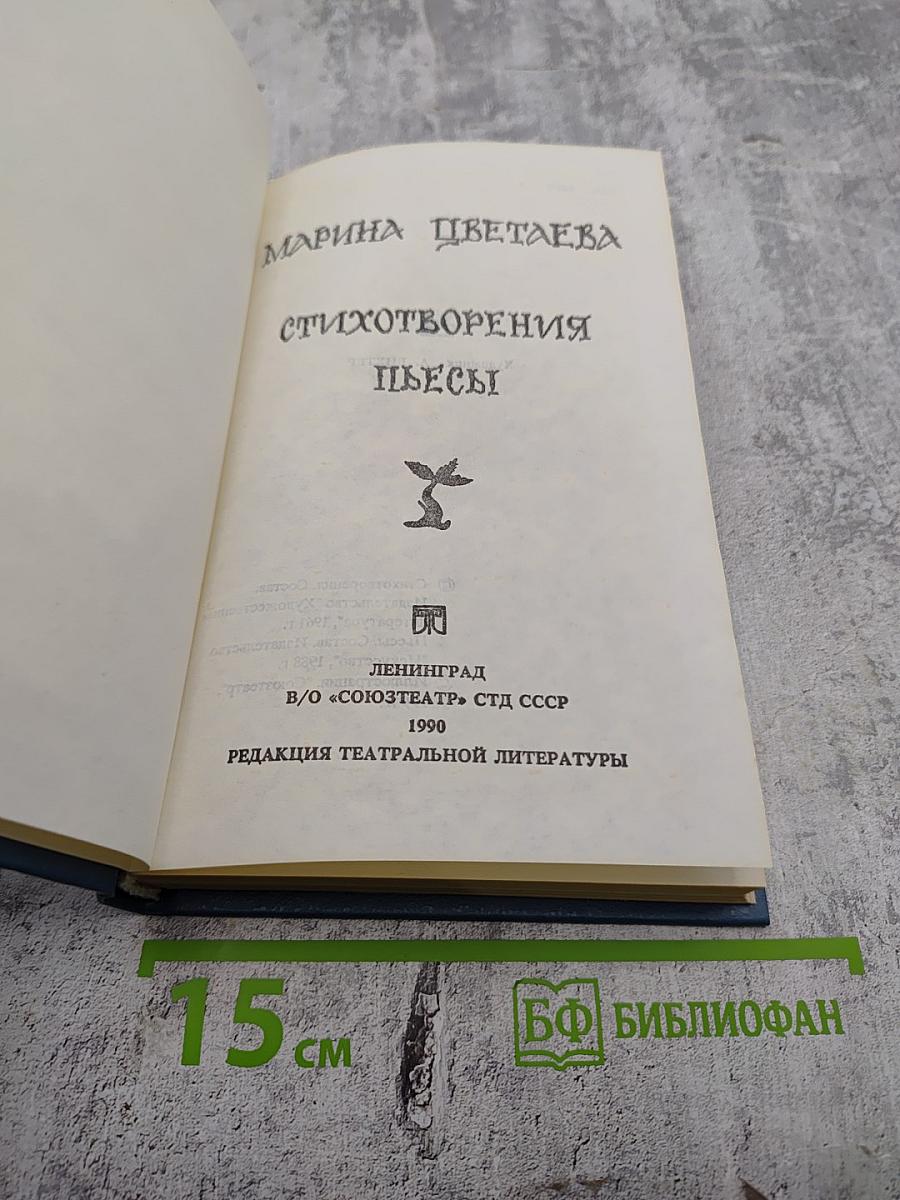 МАРИНА ЦВЕТАЕВА
СТИХОТВОРЕНИЯ
ПЬЕСЫ
ЛЕНИНГРАД
В/О «СОЮЗТЕАТР» СТД СССР
1990
РЕДАКЦИЯ ТЕАТРАЛЬНОЙ ЛИТЕРАТУРЫ
15 см
БФ БИБЛИОФАН